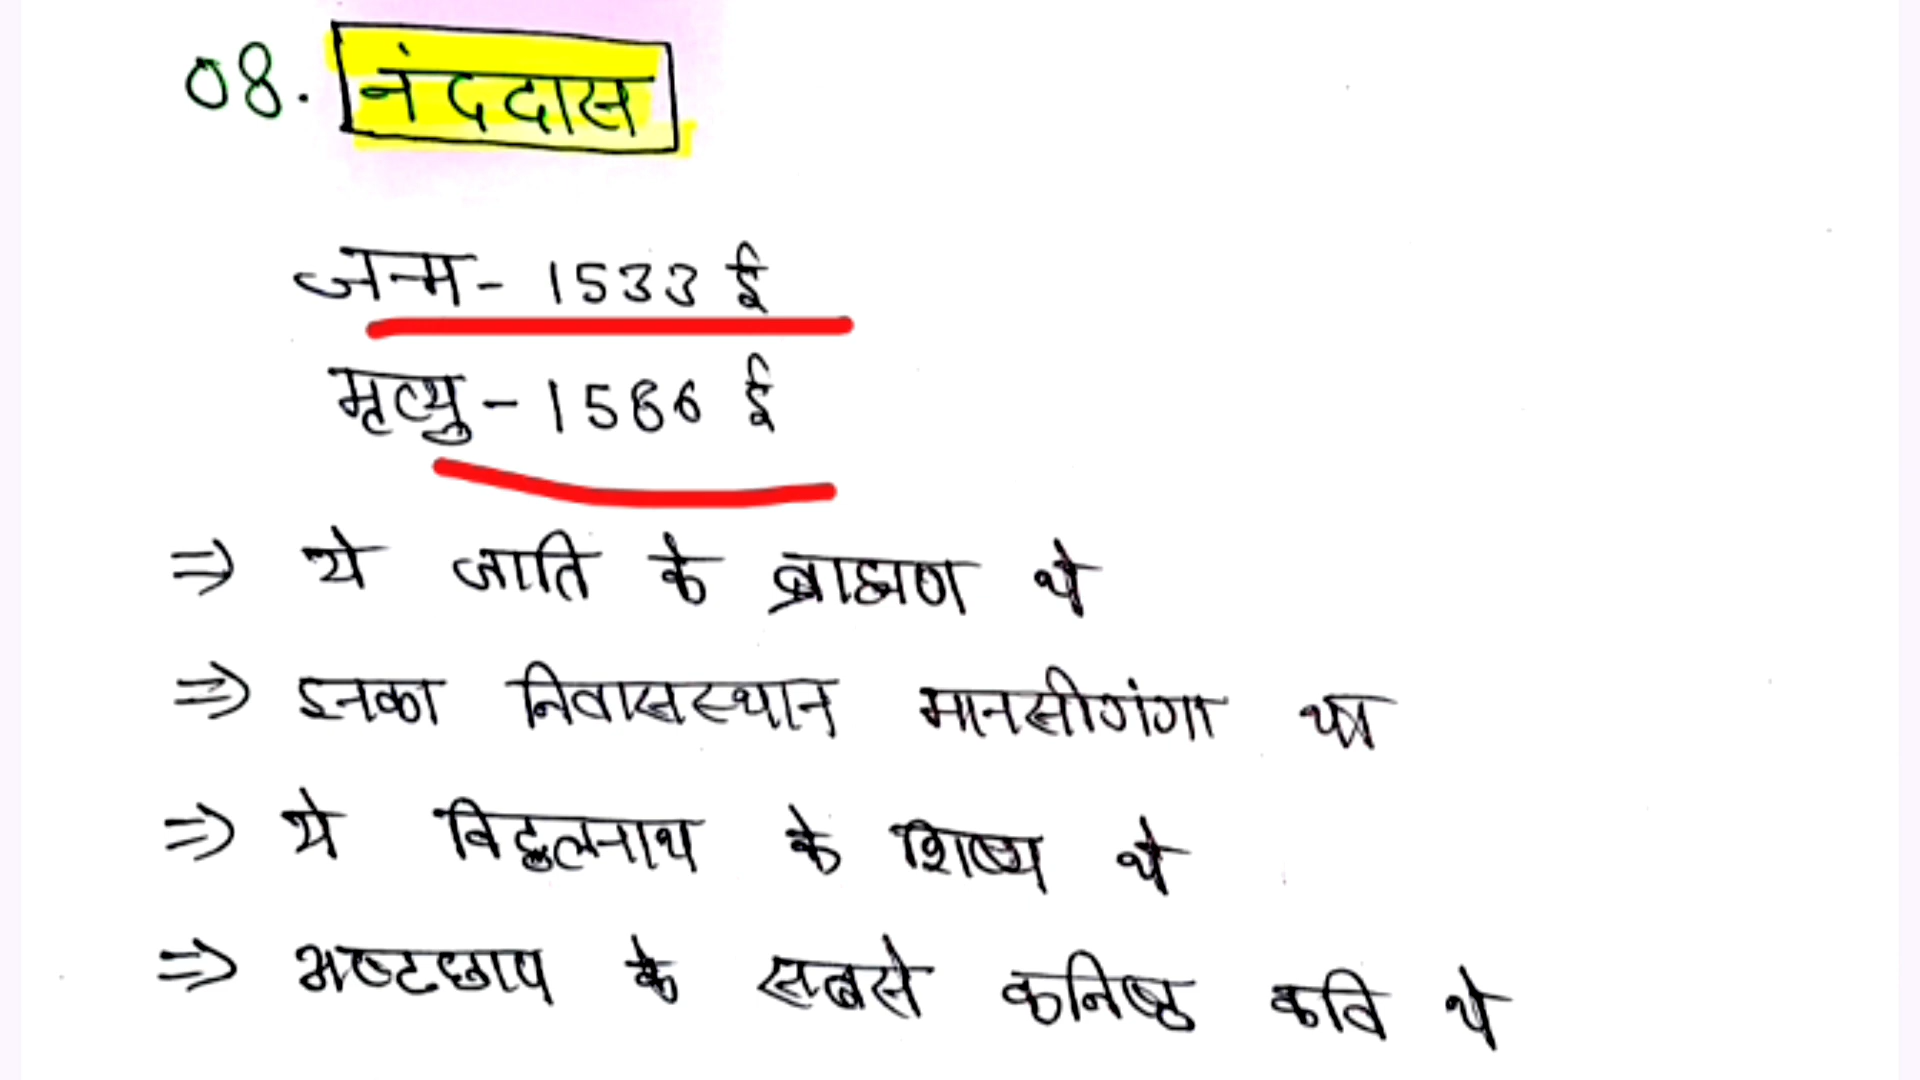 08. नंददास
जन्म - 1533 ई
मृत्यु - 1586 ई
⇒ ये जाति के ब्राह्मण थे
⇒ इनका निवासस्थान मानसीगंगा था
⇒ ये विट्ठलनाथ के शिष्य थे
⇒ अष्टछाप के सबसे कनिष्ठ कवि थे